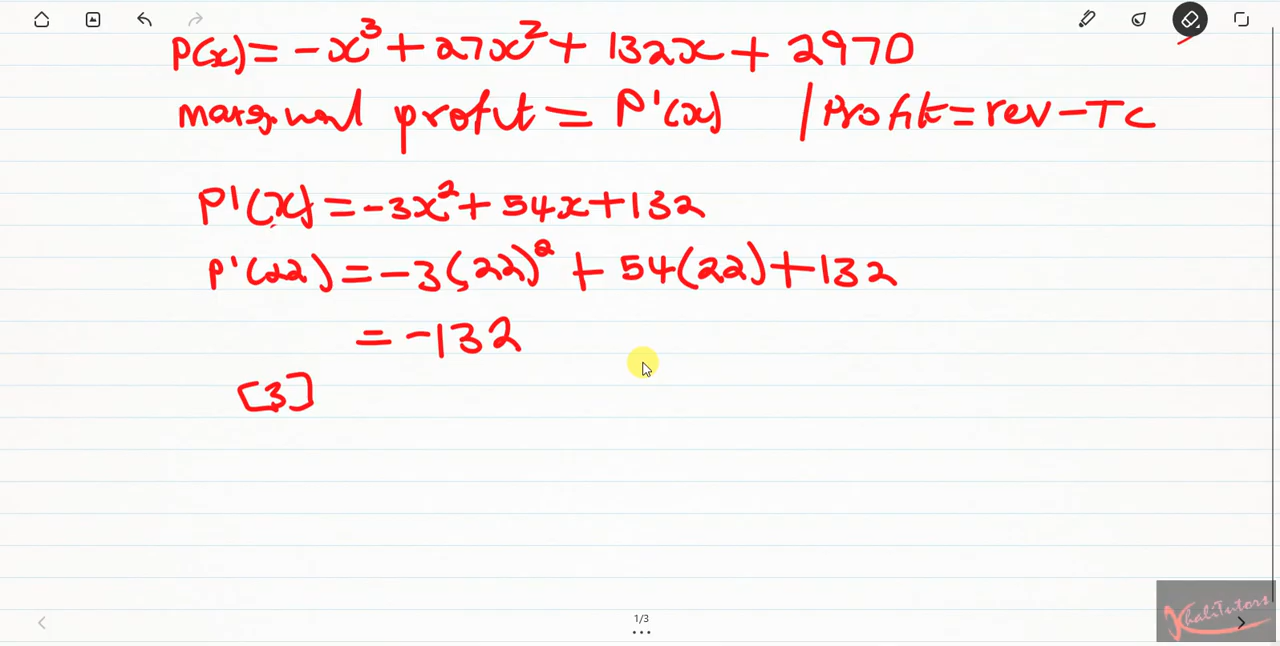 P(x) = -x³ + 27x² + 132x + 2970
marginal profit = P'(x) / Profit = rev - Tc
P'(x) = -3x² + 54x + 132
P'(22) = -3(22)² + 54(22) + 132
= -132
[3]
1/3
KhaliTutors